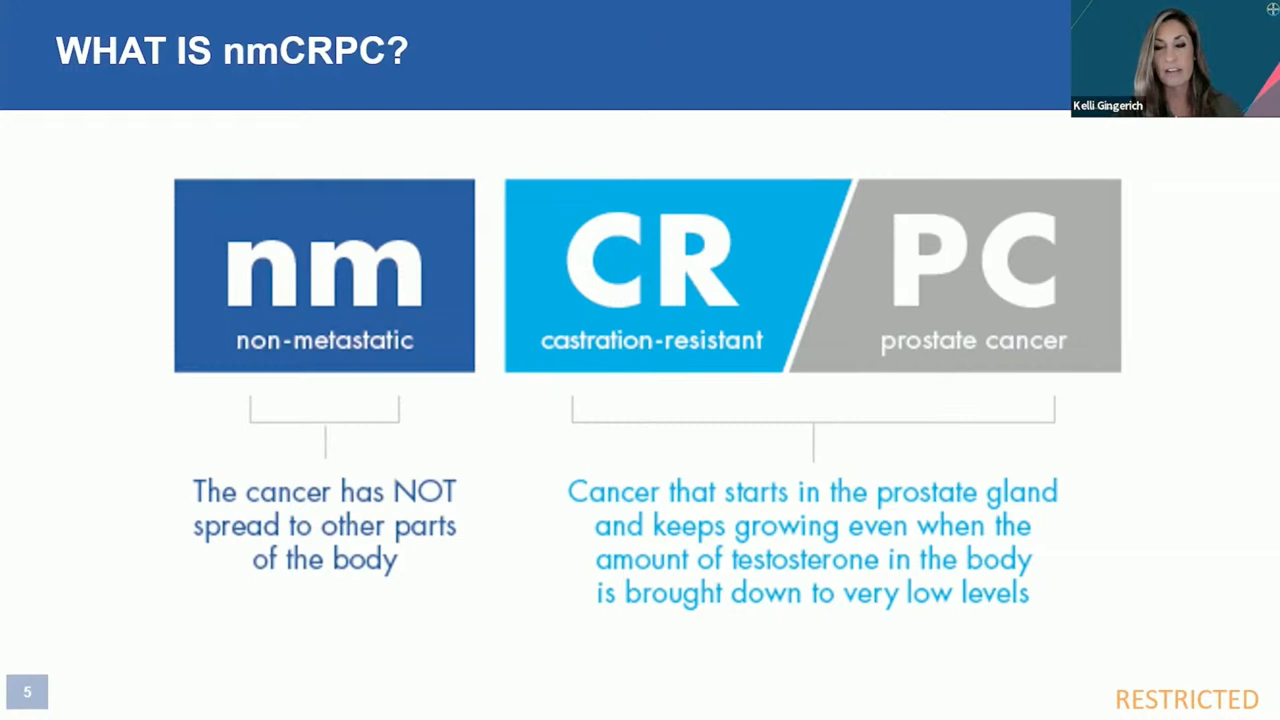 WHAT IS nmCRPC?
Kelli Gingerich
nm
non-metastatic
CR
castration-resistant
PC
prostate cancer
The cancer has NOT
spread to other parts
of the body
Cancer that starts in the prostate gland
and keeps growing even when the
amount of testosterone in the body
is brought down to very low levels
5
RESTRICTED